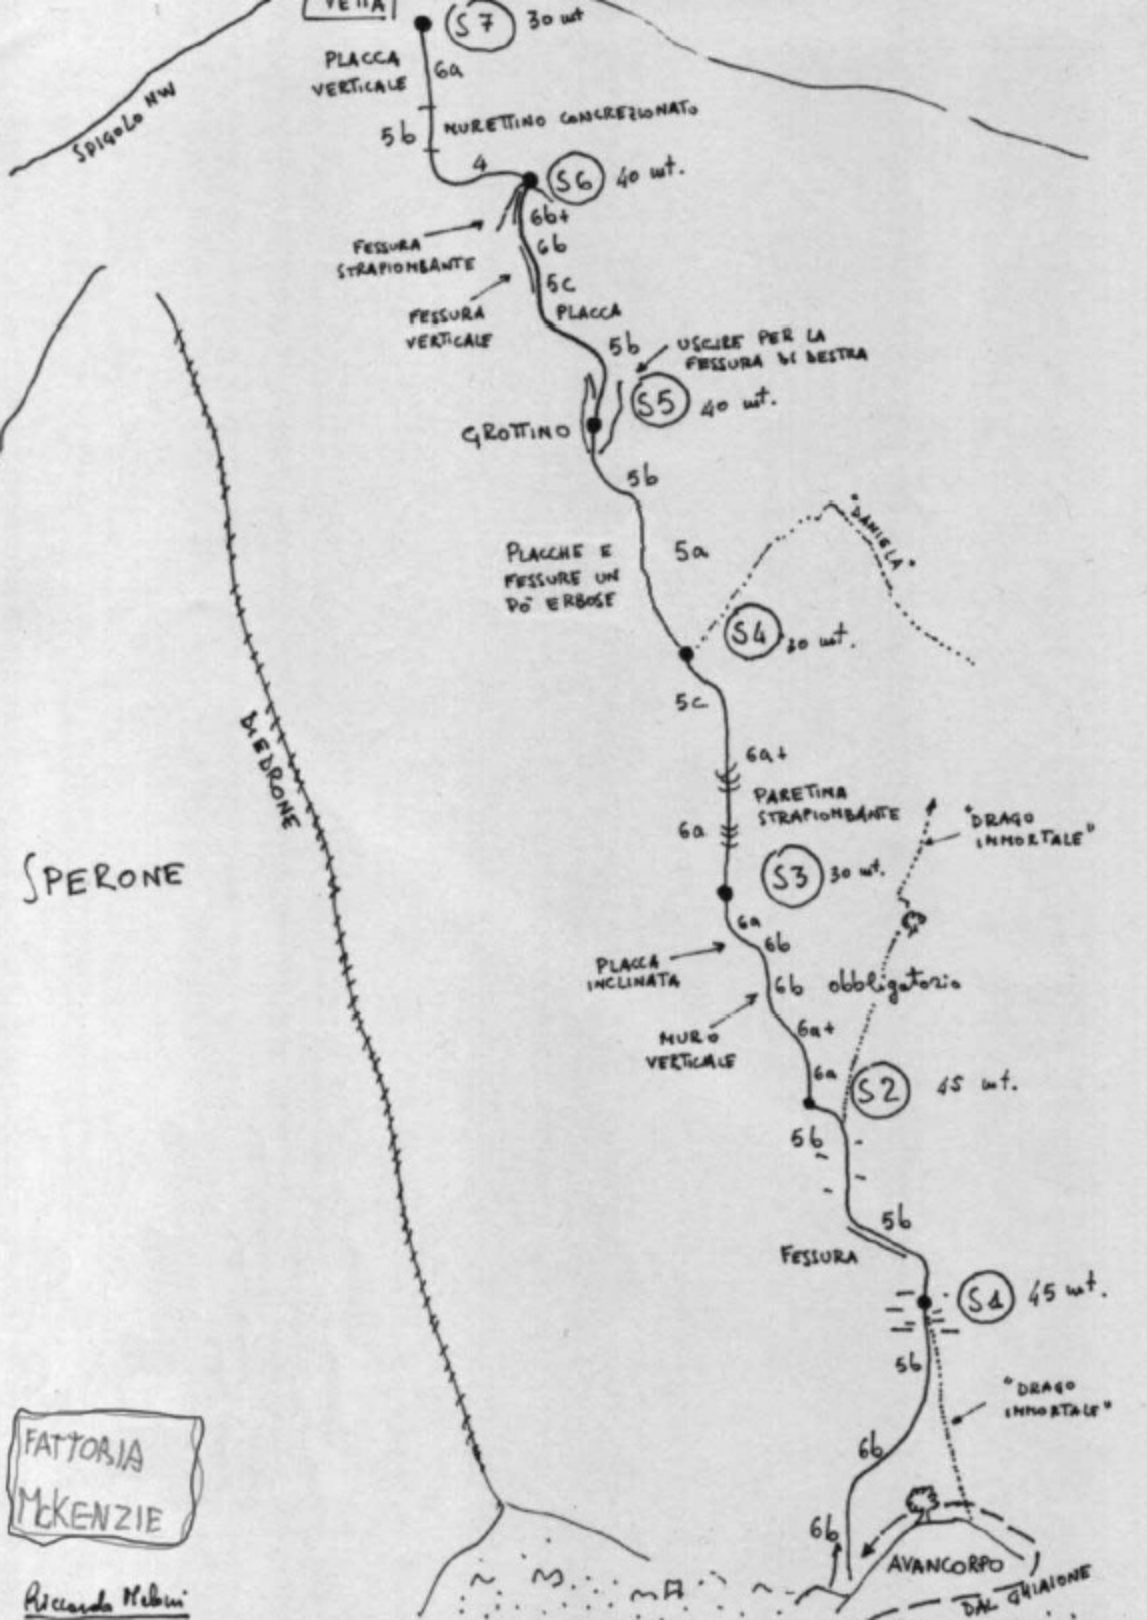 VETTA
S7 30 mt
PLACCA
VERTICALE
6a
SPIGOLO NW
5b
MURETTINO CONCREZIONATO
4
S6 40 mt.
6b+
FESSURA
STRAPIOMBANTE
6b
5c
FESSURA
VERTICALE
PLACCA
5b
USCIRE PER LA
FESSURA DI DESTRA
S5 40 mt.
GROTTINO
5b
"DANIELA"
PLACCHE E
FESSURE UN
PÒ ERBOSE
5a
S4 30 mt.
5c
DIEDRONE
6a+
PARETINA
STRAPIOMBANTE
6a
"DRAGO
IMMORTALE"
SPERONE
S3 30 mt.
6a
6b
PLACCA
INCLINATA
6b obbligatorio
MURO
VERTICALE
6a+
6a
S2 45 mt.
5b
5b
FESSURA
S1 45 mt.
5b
"DRAGO
IMMORTALE"
6b
6b
FATTORIA
McKENZIE
AVANCORPO
DAL GHIAIONE
Riccardo Meloni